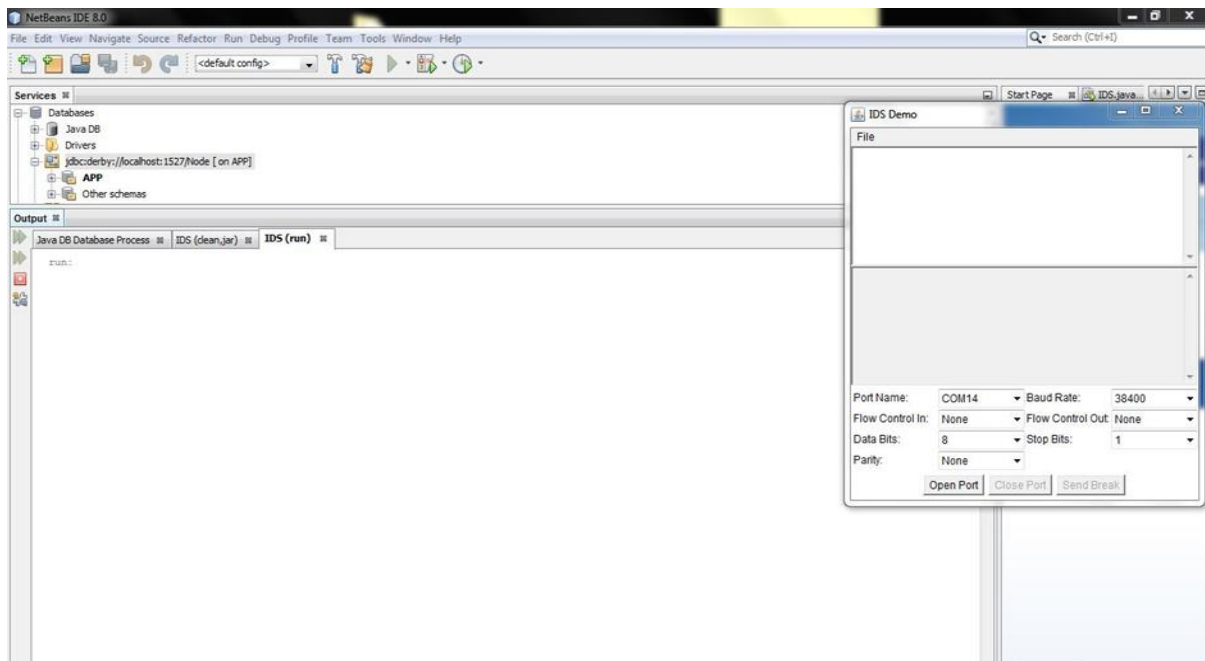 NetBeans IDE 8.0
File Edit View Navigate Source Refactor Run Debug Profile Team Tools Window Help
Search (Ctrl+I)
<default config>
Services
Start Page IDS.java...
Databases
Java DB
Drivers
jdbc:derby://localhost:1527/Node [ on APP]
APP
Other schemas
Output
Java DB Database Process IDS (clean,jar) IDS (run)
run:
IDS Demo
File
Port Name: COM14 Baud Rate: 38400
Flow Control In: None Flow Control Out: None
Data Bits: 8 Stop Bits: 1
Parity: None
Open Port Close Port Send Break